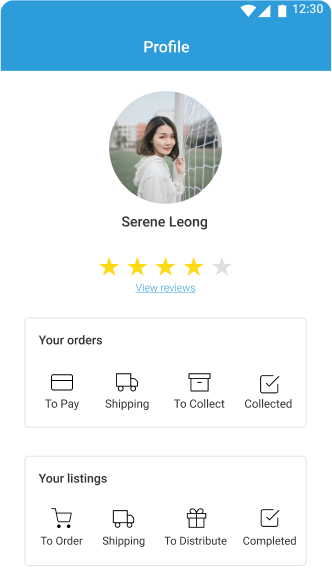 12:30
Profile
Serene Leong
View reviews
Your orders
To Pay Shipping To Collect Collected
Your listings
To Order Shipping To Distribute Completed